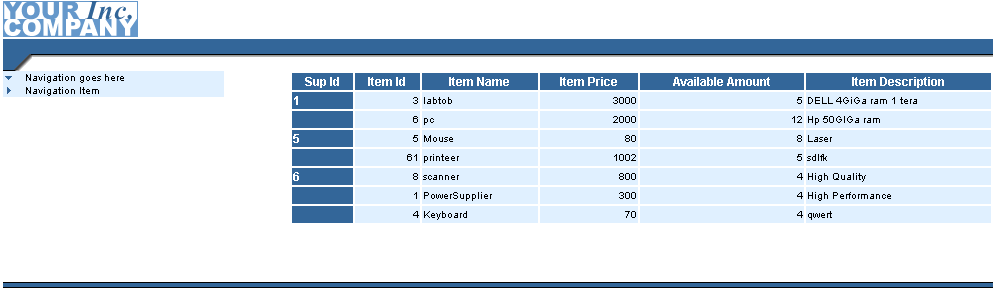 YOUR Inc,
COMPANY
Navigation goes here
Navigation Item
Sup Id Item Id Item Name Item Price Available Amount Item Description
1 3 labtob 3000 5 DELL 4GiGa ram 1 tera
6 pc 2000 12 Hp 50GIGa ram
5 5 Mouse 80 8 Laser
61 printeer 1002 5 sdlfk
6 8 scanner 800 4 High Quality
1 PowerSupplier 300 4 High Performance
4 Keyboard 70 4 qwert